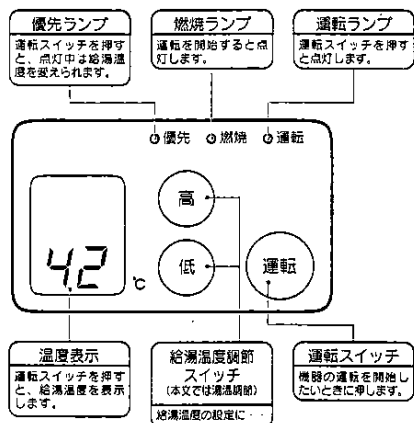 優先ランプ
運転スイッチを押す
と、点灯中は給湯温
度を変えられます。
燃焼ランプ
運転を開始すると点
灯します。
運転ランプ
運転スイッチを押す
と点灯します。
優先 燃焼 運転
高
低
運転
42 ℃
温度表示
運転スイッチを押す
と、給湯温度を表示
します。
給湯温度調節
スイッチ
(本文では湯温調節)
給湯温度の設定に・・
運転スイッチ
機器の運転を開始し
たいときに押します。